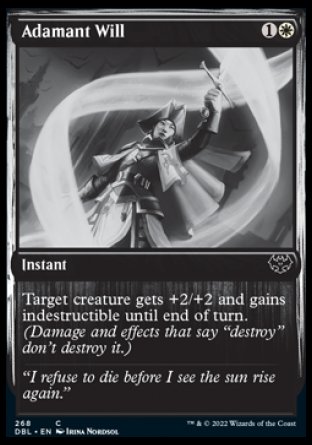 Adamant Will 1
Instant
Target creature gets +2/+2 and gains
indestructible until end of turn.
(Damage and effects that say “destroy”
don’t destroy it.)
“I refuse to die before I see the sun rise
again.”
268 C
DBL • EN Irina Nordsol ™ & © 2022 Wizards of the Coast